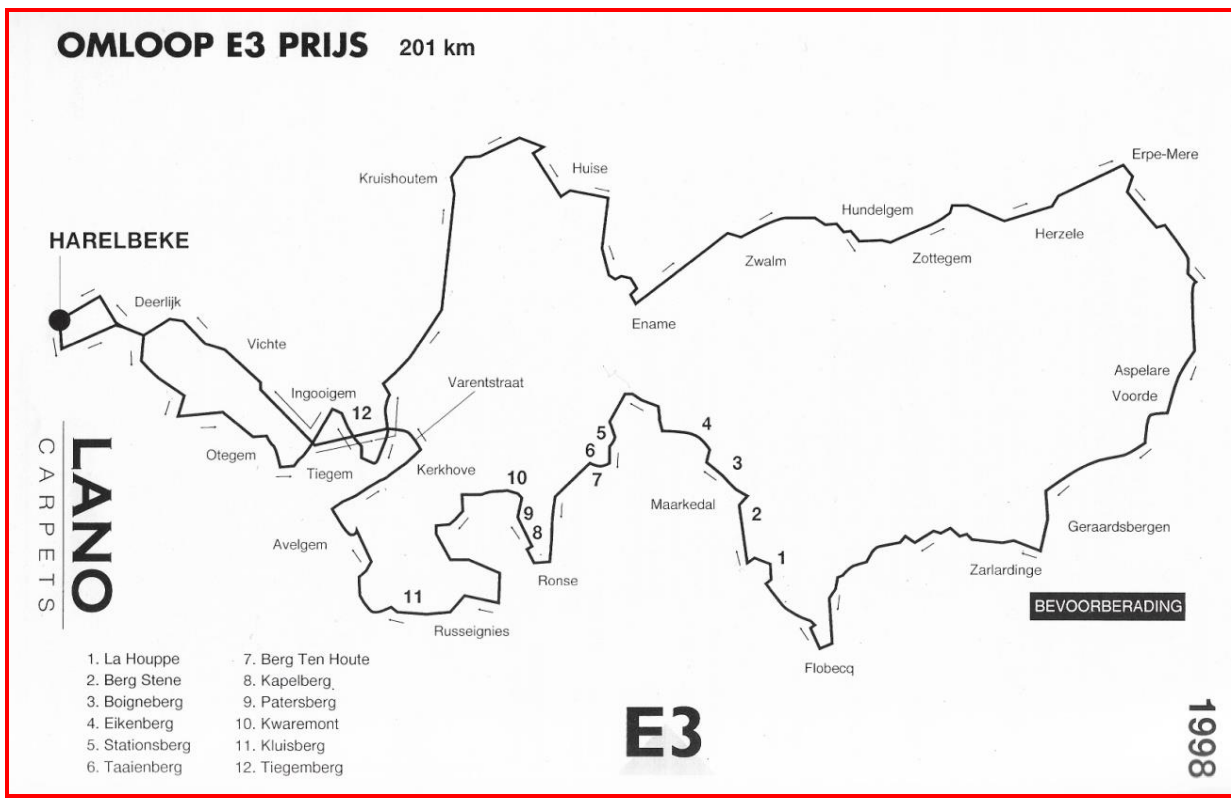 OMLOOP E3 PRIJS 201 km
Erpe-Mere
Kruishoutem
Huise
Hundelgem
Herzele
HARELBEKE
Zwalm
Zottegem
Deerlijk
Ename
Vichte
Aspelare
Ingooigem
Varentstraat
Voorde
12
4
5
Otegem
Tiegem
Kerkhove
6
3
7
10
Maarkedal
9
2
Geraardsbergen
8
Avelgem
1
Ronse
Zarlardinge
11
BEVOORBERADING
Russeignies
Flobecq
LANO
CARPETS
1. La Houppe
2. Berg Stene
3. Boigneberg
4. Eikenberg
5. Stationsberg
6. Taaienberg
7. Berg Ten Houte
8. Kapelberg
9. Patersberg
10. Kwaremont
11. Kluisberg
12. Tiegemberg
E3
1998